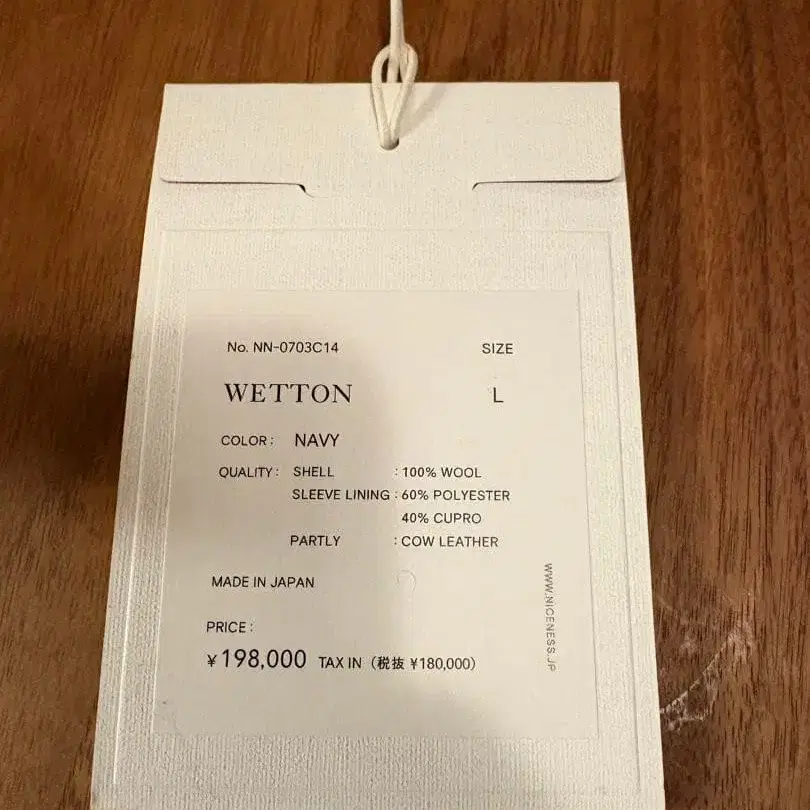 No. NN-0703C14 SIZE
WETTON L
COLOR: NAVY
QUALITY: SHELL : 100% WOOL
SLEEVE LINING : 60% POLYESTER
40% CUPRO
PARTLY : COW LEATHER
MADE IN JAPAN
PRICE:
¥198,000 TAX IN (税抜 ¥180,000)
WWW.NICENESS.JP